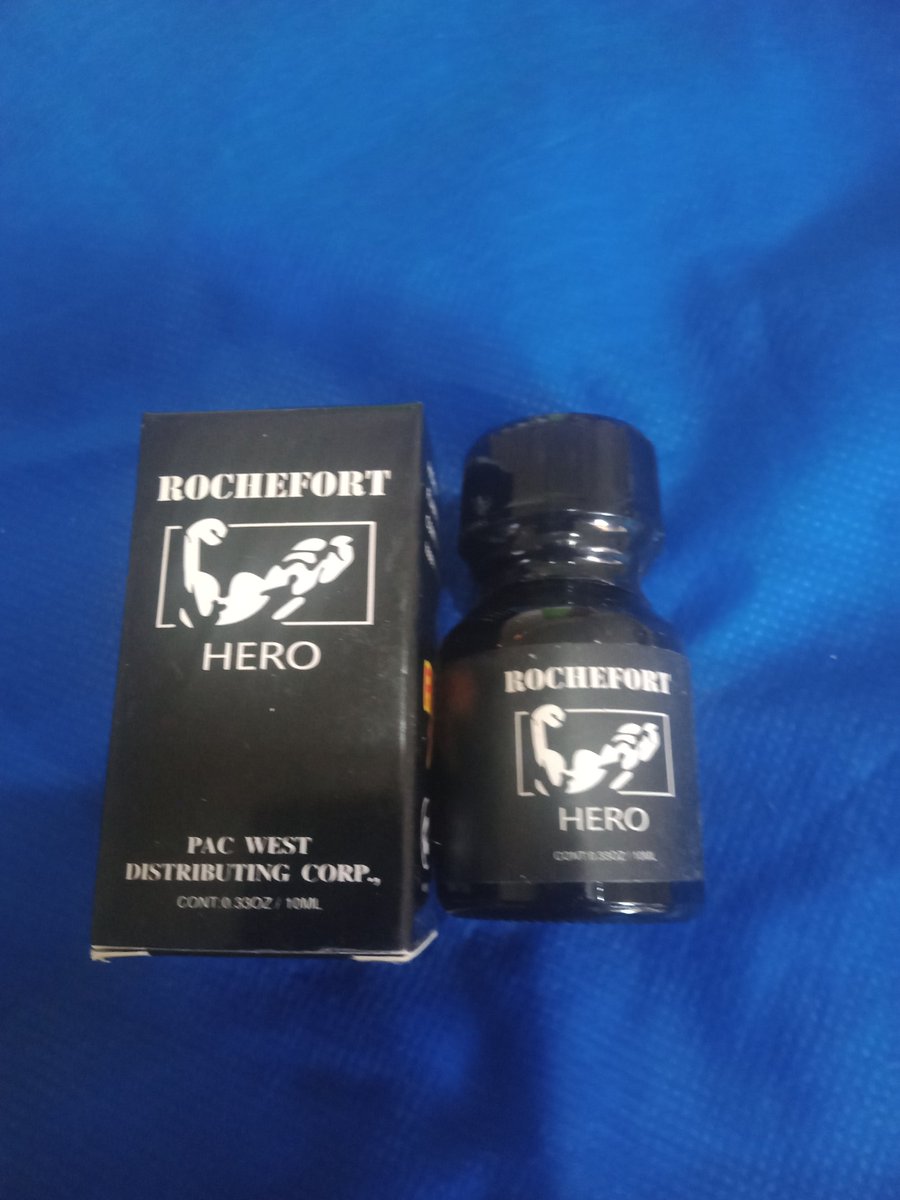 ROCHEFORT
HERO
PAC WEST
DISTRIBUTING CORP.,
CONT 0.33OZ / 10ML
ROCHEFORT
HERO
CONT 0.33OZ / 10ML